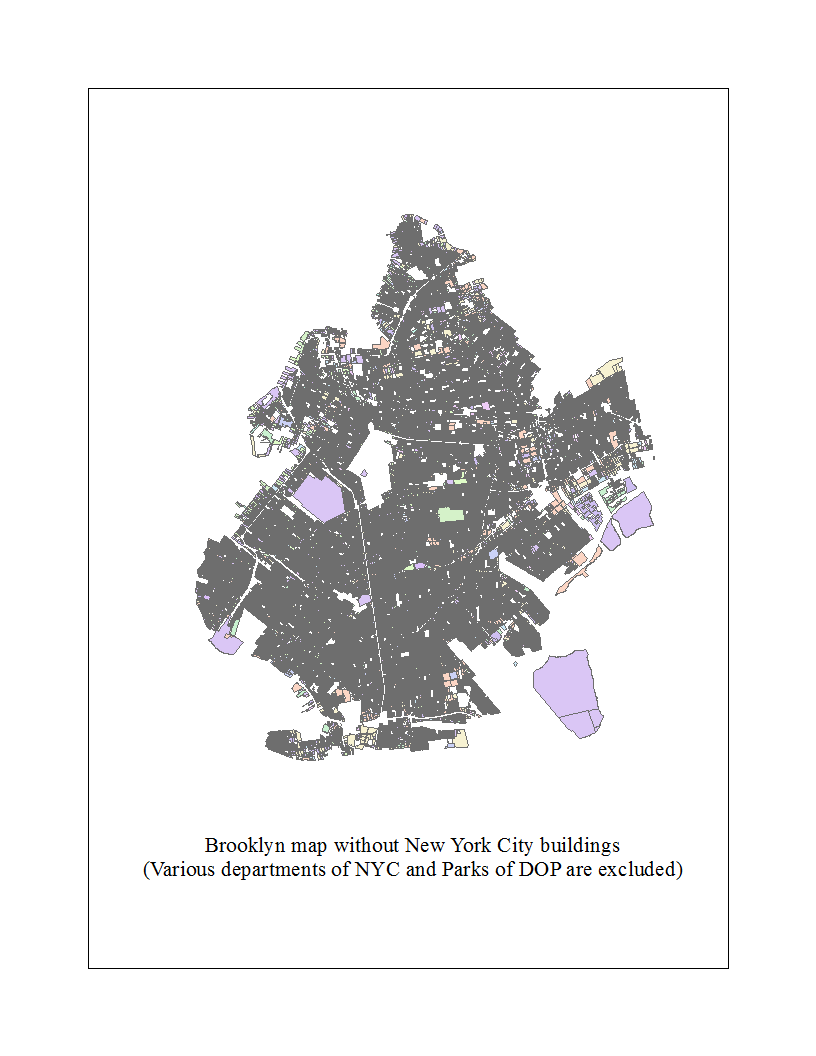 Brooklyn map without New York City buildings
(Various departments of NYC and Parks of DOP are excluded)